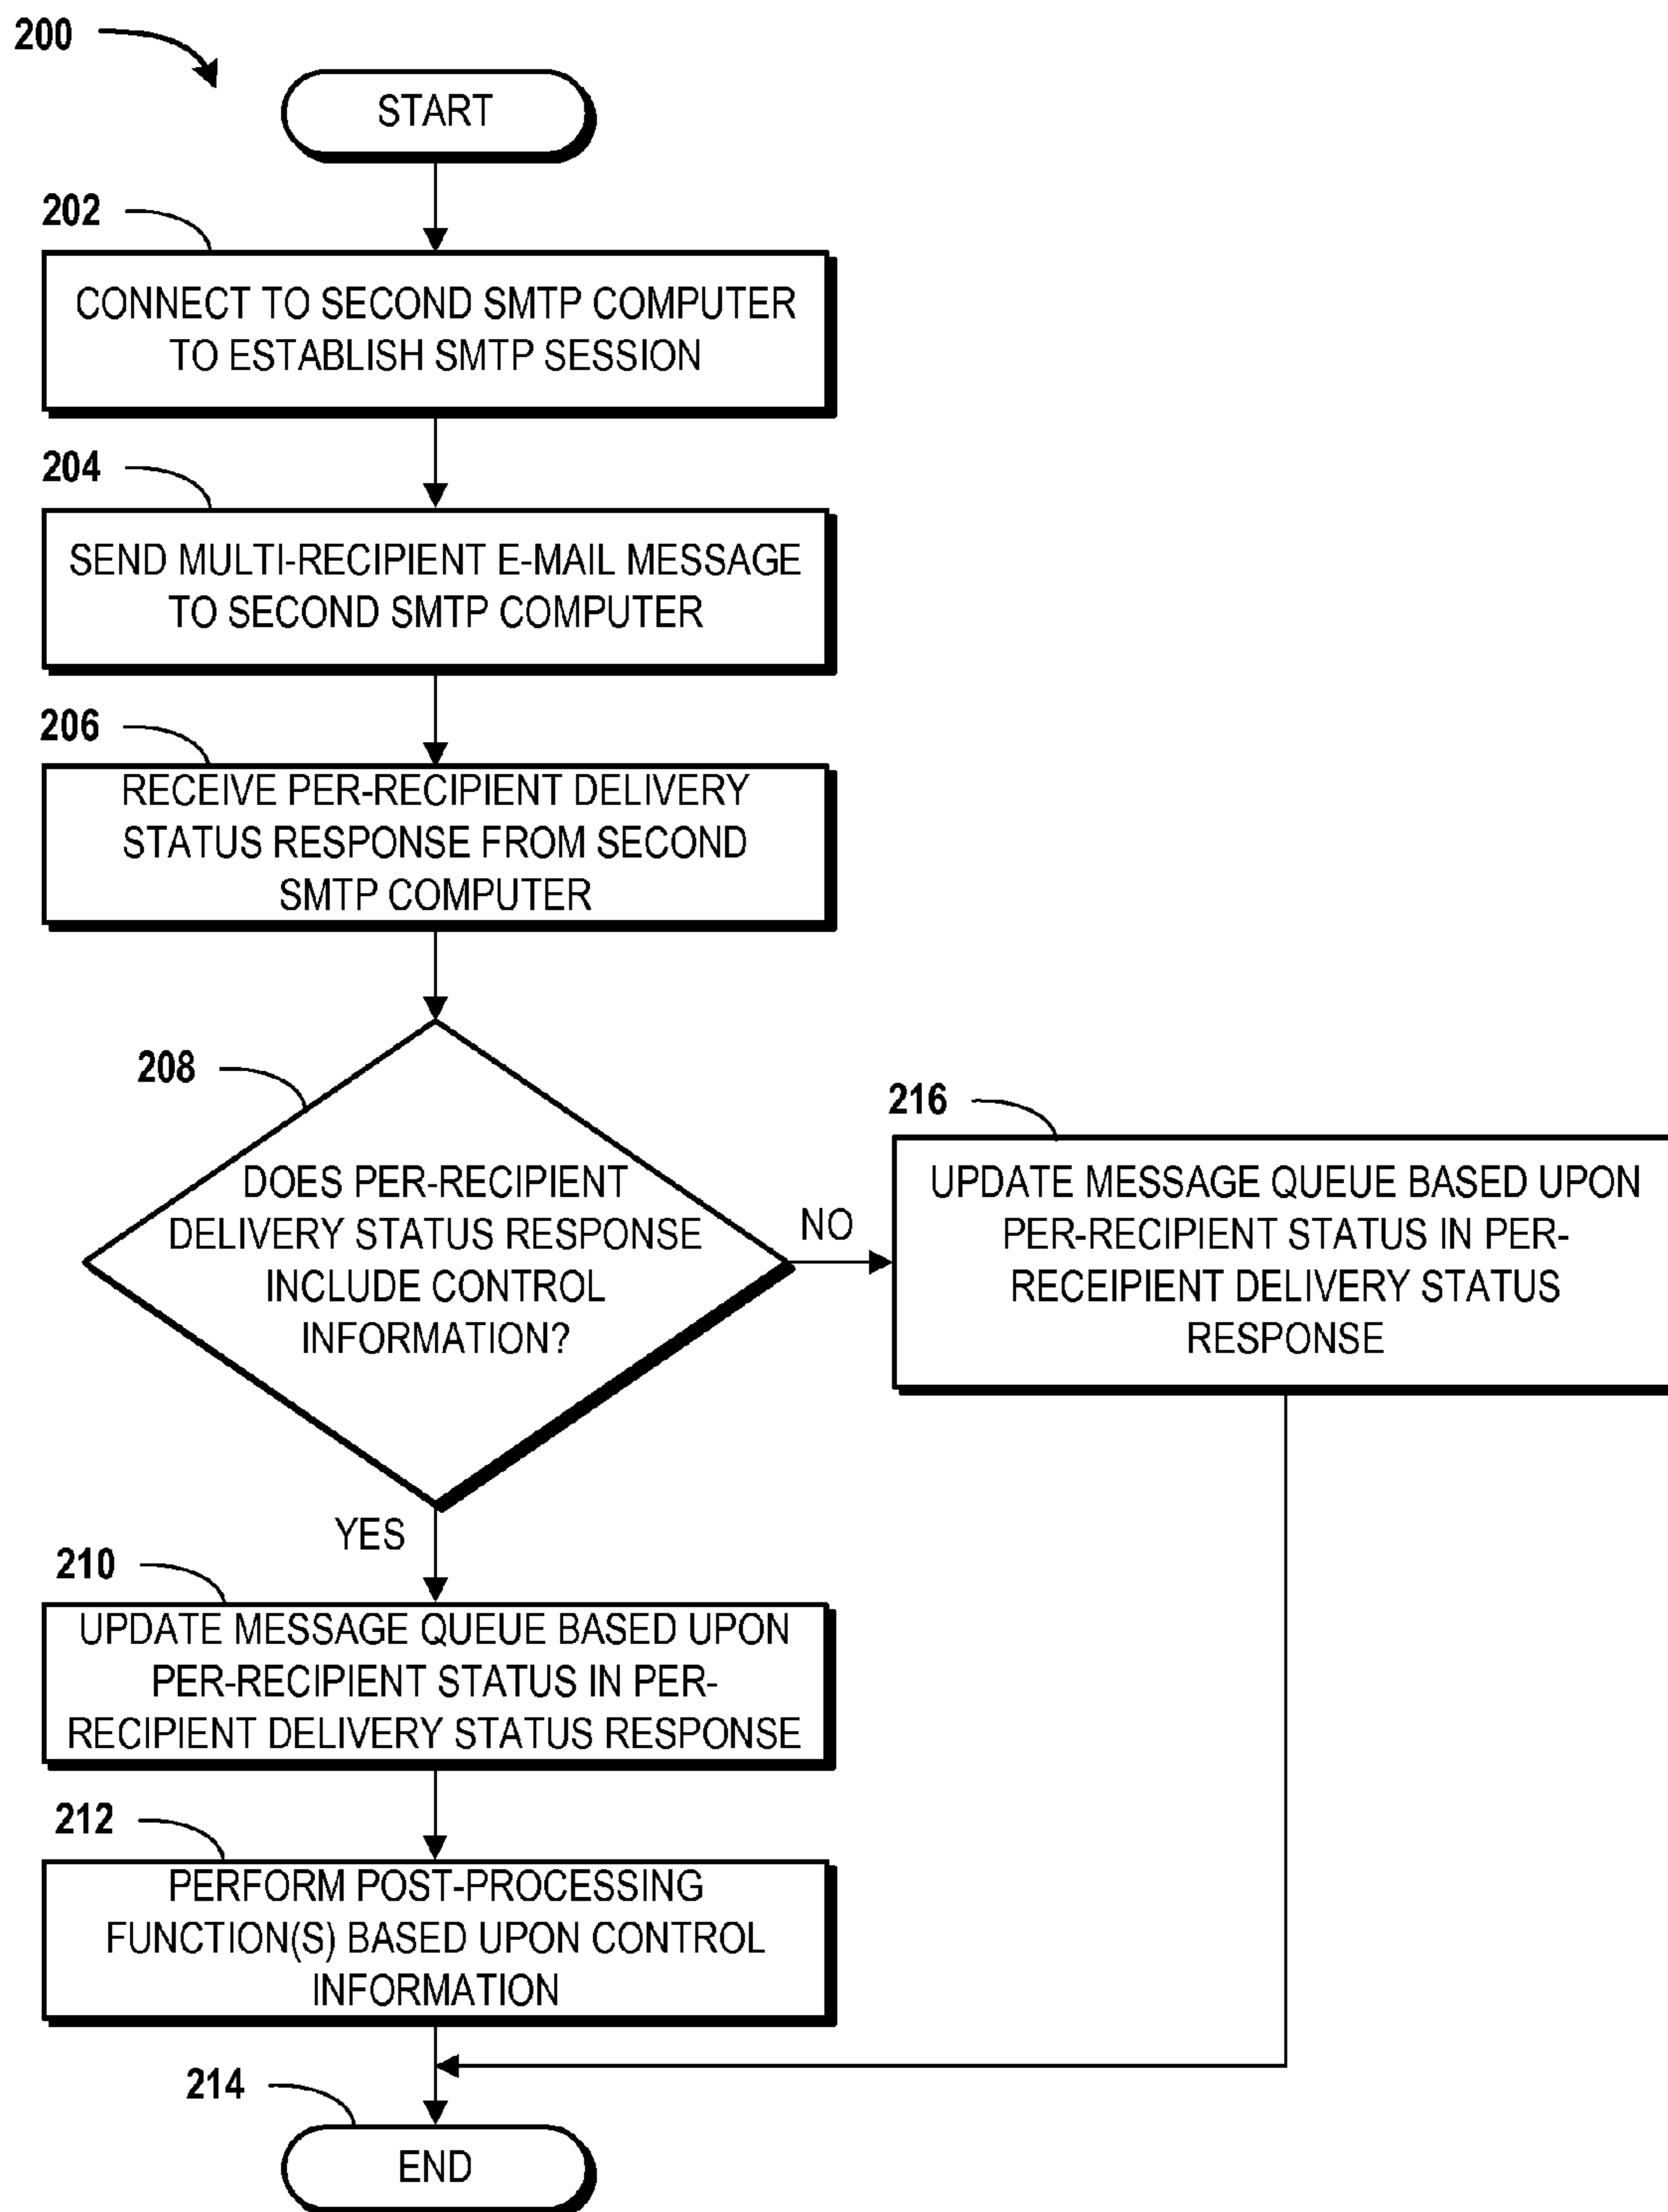 200
START
202
CONNECT TO SECOND SMTP COMPUTER
TO ESTABLISH SMTP SESSION
204
SEND MULTI-RECIPIENT E-MAIL MESSAGE
TO SECOND SMTP COMPUTER
206
RECEIVE PER-RECIPIENT DELIVERY
STATUS RESPONSE FROM SECOND
SMTP COMPUTER
208
DOES PER-RECIPIENT
DELIVERY STATUS RESPONSE
INCLUDE CONTROL
INFORMATION?
NO
216
UPDATE MESSAGE QUEUE BASED UPON
PER-RECIPIENT STATUS IN PER-
RECEIPIENT DELIVERY STATUS
RESPONSE
YES
210
UPDATE MESSAGE QUEUE BASED UPON
PER-RECIPIENT STATUS IN PER-
RECIPIENT DELIVERY STATUS RESPONSE
212
PERFORM POST-PROCESSING
FUNCTION(S) BASED UPON CONTROL
INFORMATION
214
END